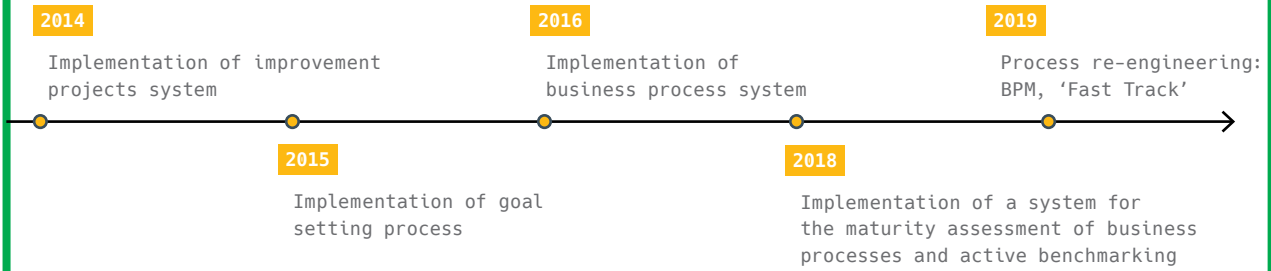 2014
Implementation of improvement
projects system
2015
Implementation of goal
setting process
2016
Implementation of
business process system
2018
Implementation of a system for
the maturity assessment of business
processes and active benchmarking
2019
Process re-engineering:
BPM, ‘Fast Track’